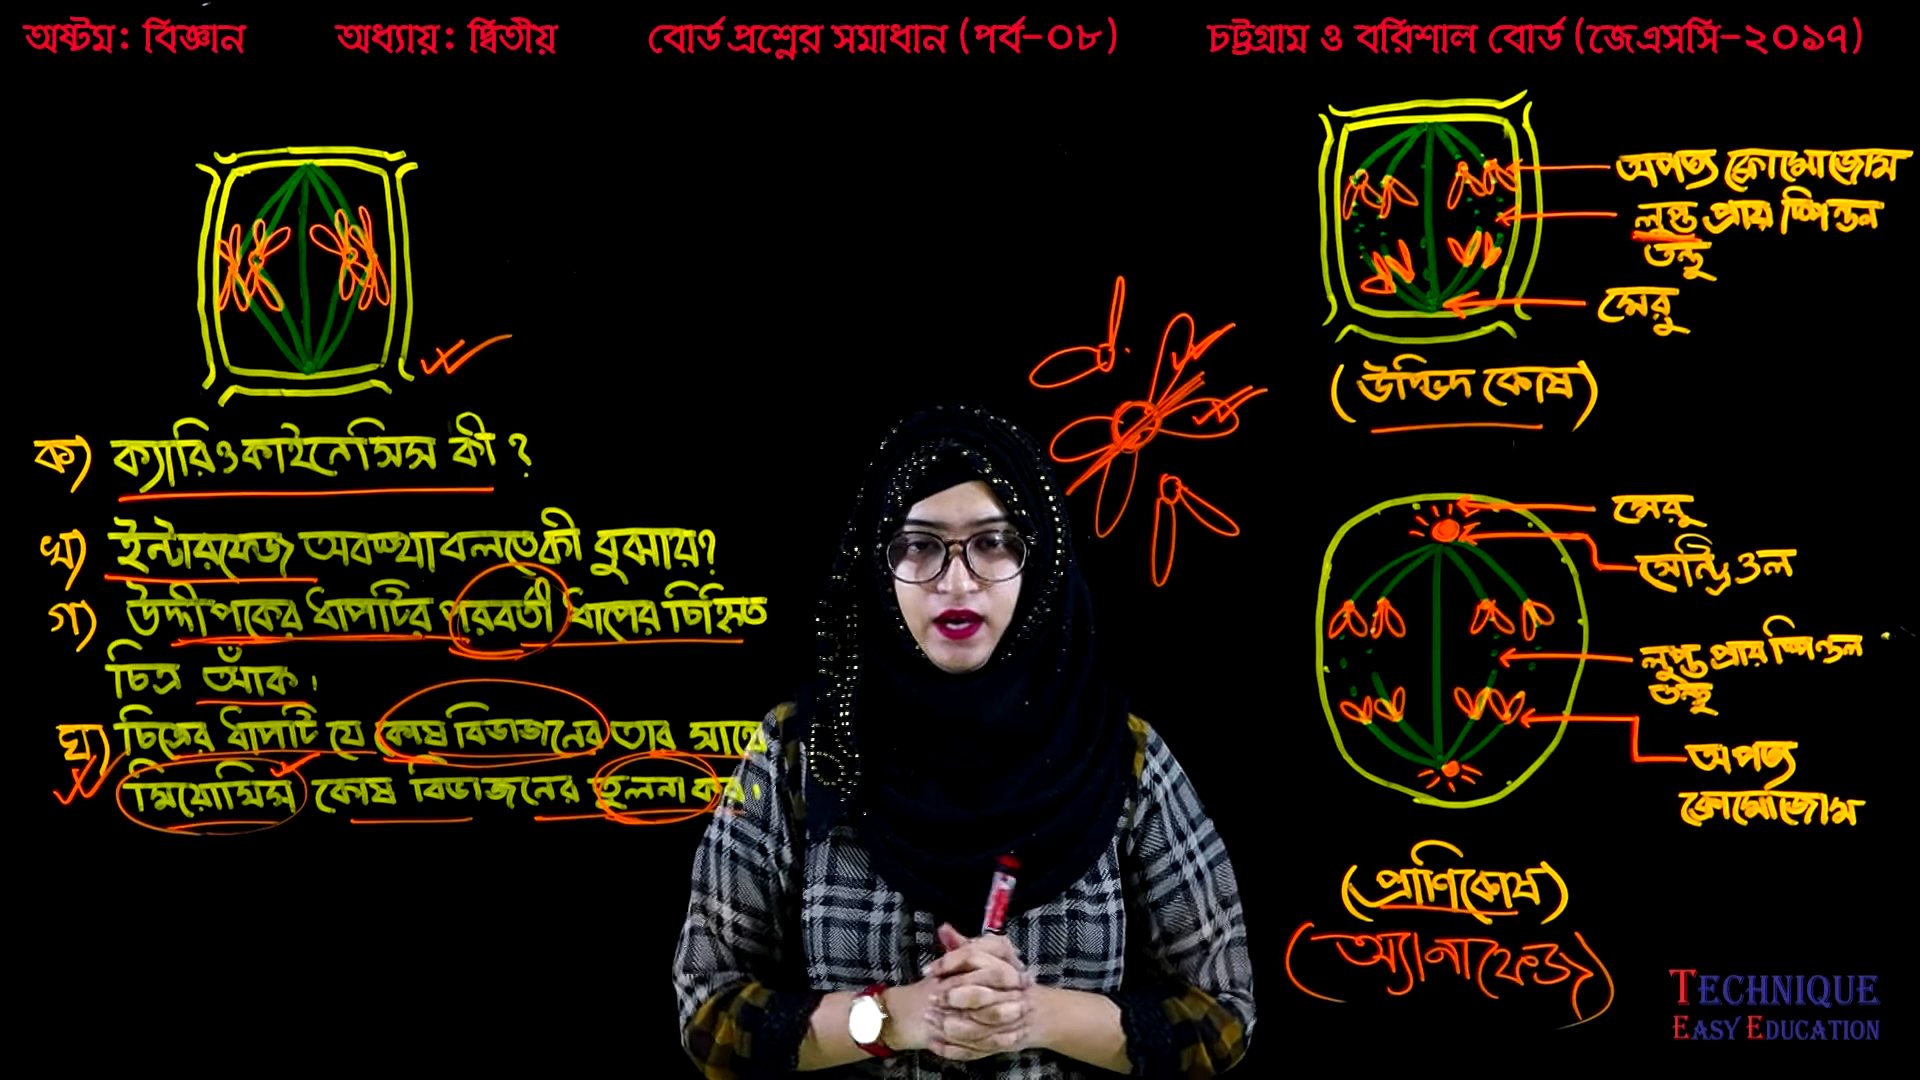 অষ্টম: বিজ্ঞান অধ্যায়: দ্বিতীয় বোর্ড প্রশ্নের সমাধান (পর্ব-০৮) চট্টগ্রাম ও বরিশাল বোর্ড (জেএসসি-২০১৭)
ক) ক্যারিওকাইনেসিস কী ?
খ) ইন্টারফেজ অবস্থা বলতে কী বুঝায়?
গ) উদ্দীপকের ধাপটির পরবর্তী ধাপের চিহ্নিত
চিত্র আঁক।
ঘ) চিত্রের ধাপটি যে কোষ বিভাজনের তার সাথে
মিয়োসিস কোষ বিভাজনের তুলনা কর।
অপত্য ক্রোমোজোম
লুপ্ত প্রায় স্পিন্ডল
তন্তু
মেরু
(উদ্ভিদ কোষ)
মেরু
সেন্ট্রিওল
লুপ্ত প্রায় স্পিন্ডল
তন্তু
অপত্য
ক্রোমোজোম
(প্রাণিকোষ)
(অ্যানাফেজ)
TECHNIQUE
EASY EDUCATION